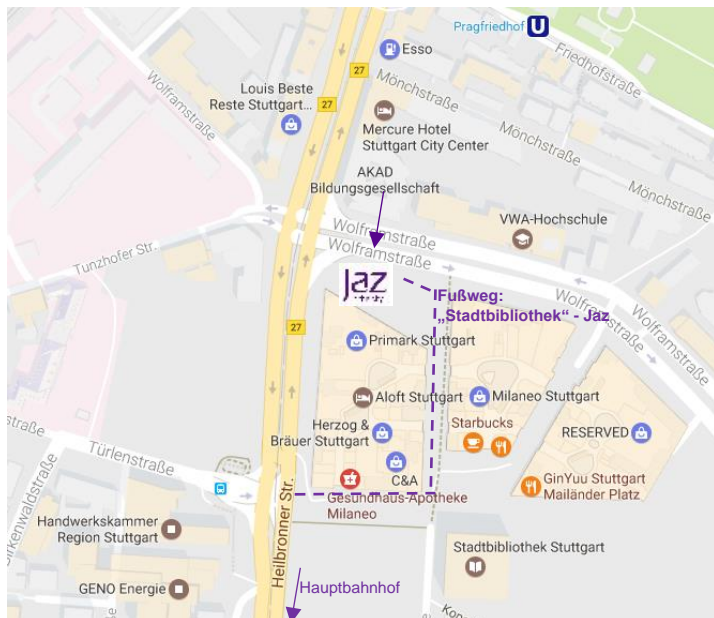 Pragfriedhof U
Friedhofstraße
Esso
27
Wolframstraße
Louis Beste
Reste Stuttgart...
27
Mönchstraße
Mercure Hotel
Stuttgart City Center
Mönchstraße
AKAD
Bildungsgesellschaft
Mönchstraße
VWA-Hochschule
Wolframstraße
Wolframstraße
Tunzhofer Str.
Jaz
Fußweg:
„Stadtbibliothek“ - Jaz
Wolframstraße
Wolframstraße
27
Primark Stuttgart
Aloft Stuttgart
Milaneo Stuttgart
Starbucks
Herzog &
Bräuer Stuttgart
RESERVED
straße
Türlenstraße
C&A
Gesundhaus-Apotheke
Milaneo
GinYuu Stuttgart
Mailänder Platz
Birkenwaldstraße
Heilbronner Str.
Handwerkskammer
Region Stuttgart
Stadtbibliothek Stuttgart
GENO Energie
Hauptbahnhof